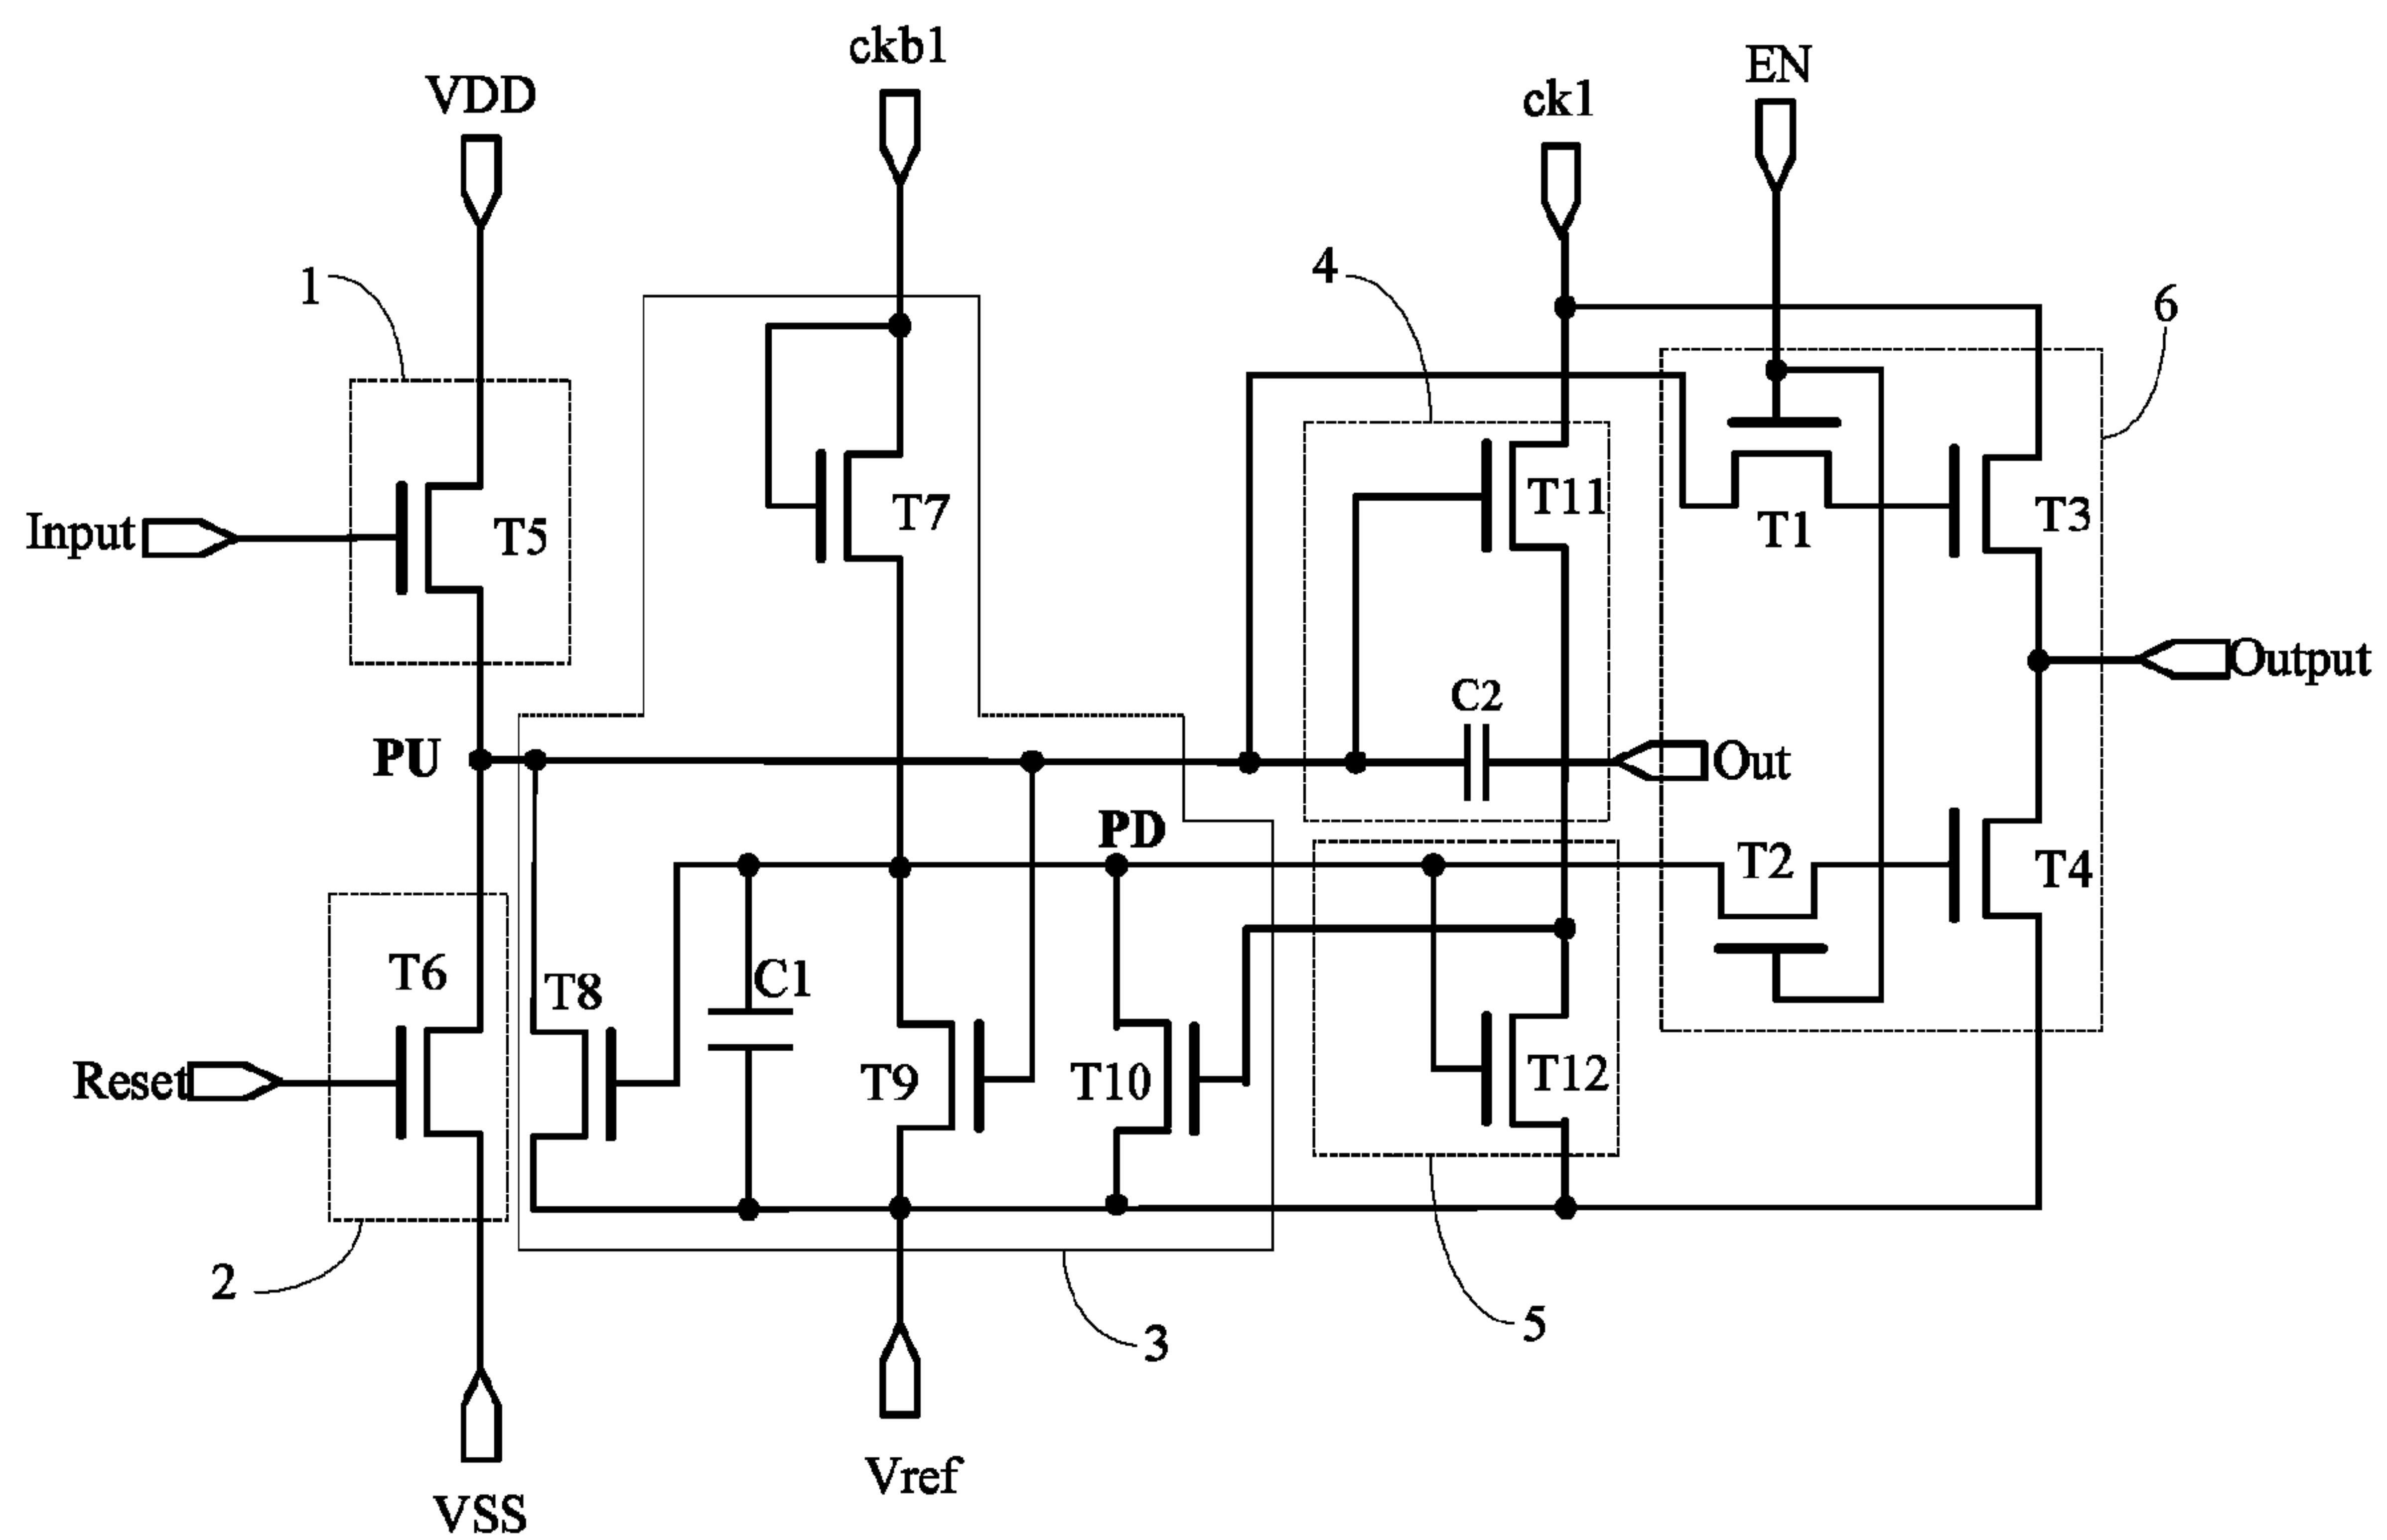 ckb1
EN
VDD
ck1
1
4
6
T7
T11
T3
Input
T5
T1
Output
C2
PU
Out
PD
T2
T4
T6
T8
C1
Reset
T9
T10
T12
2
5
3
Vref
VSS